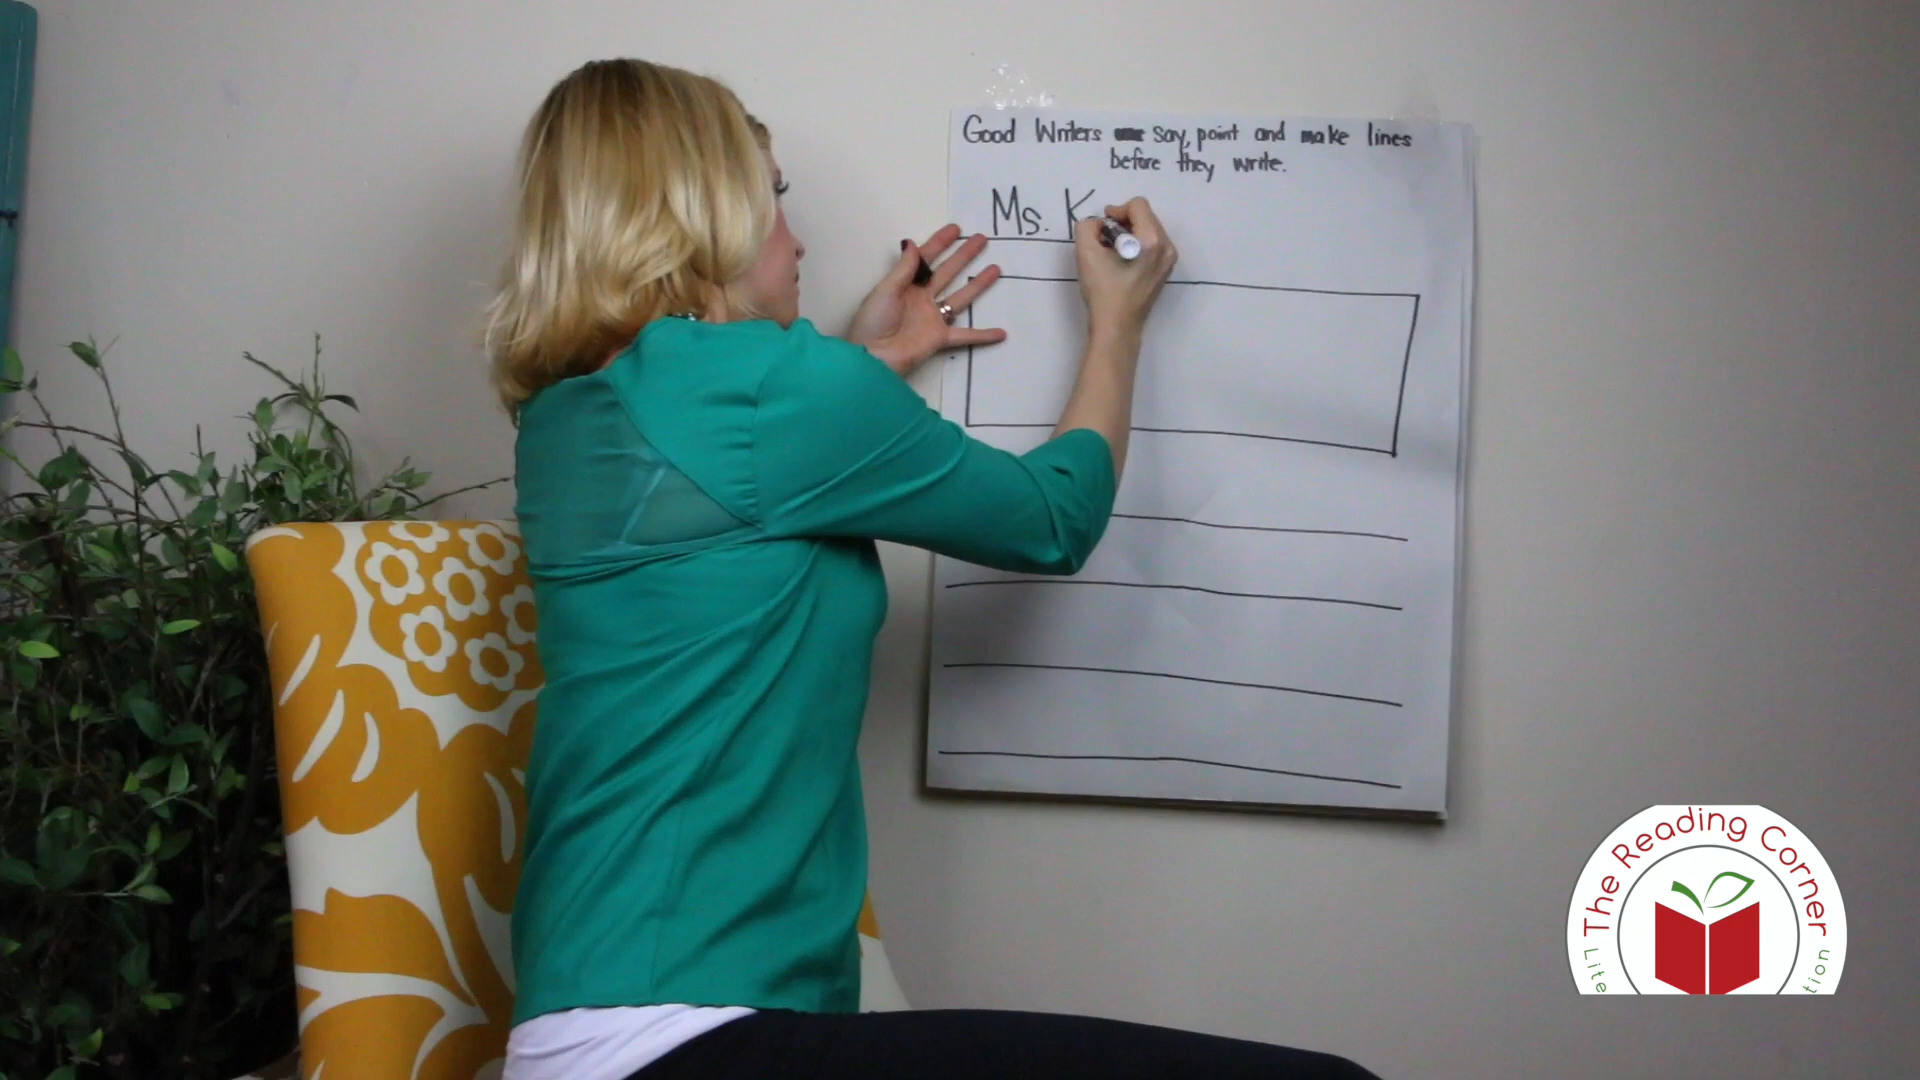 Good Writers say, point and make lines
before they write.
Ms. K
The Reading Corner